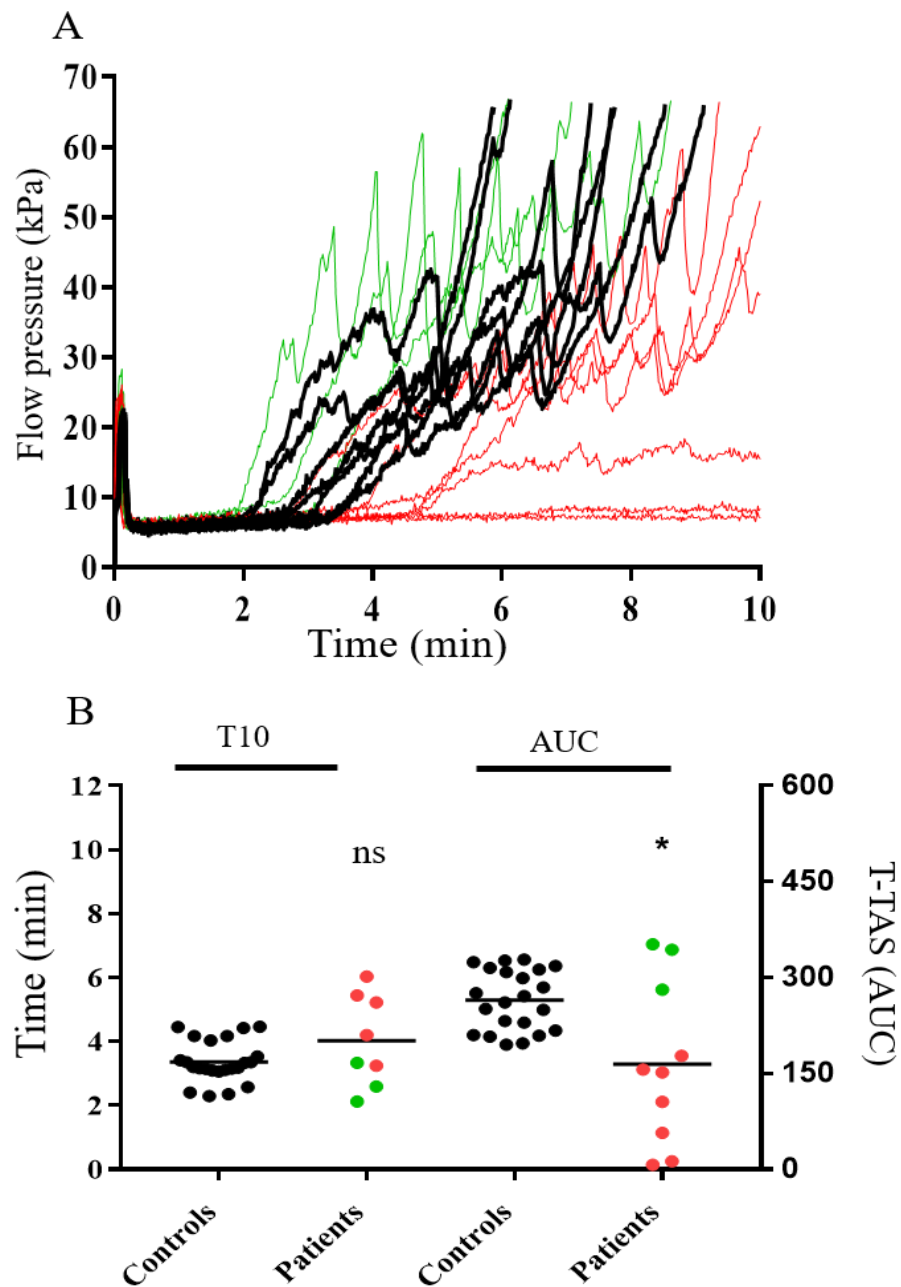 A
70
60
50
40
30
20
10
0
Flow pressure (kPa)
0 2 4 6 8 10
Time (min)
B
T10 AUC
12
10
8
6
4
2
0
Time (min)
ns
*
600
450
300
150
0
T-TAS (AUC)
Controls Patients Controls Patients